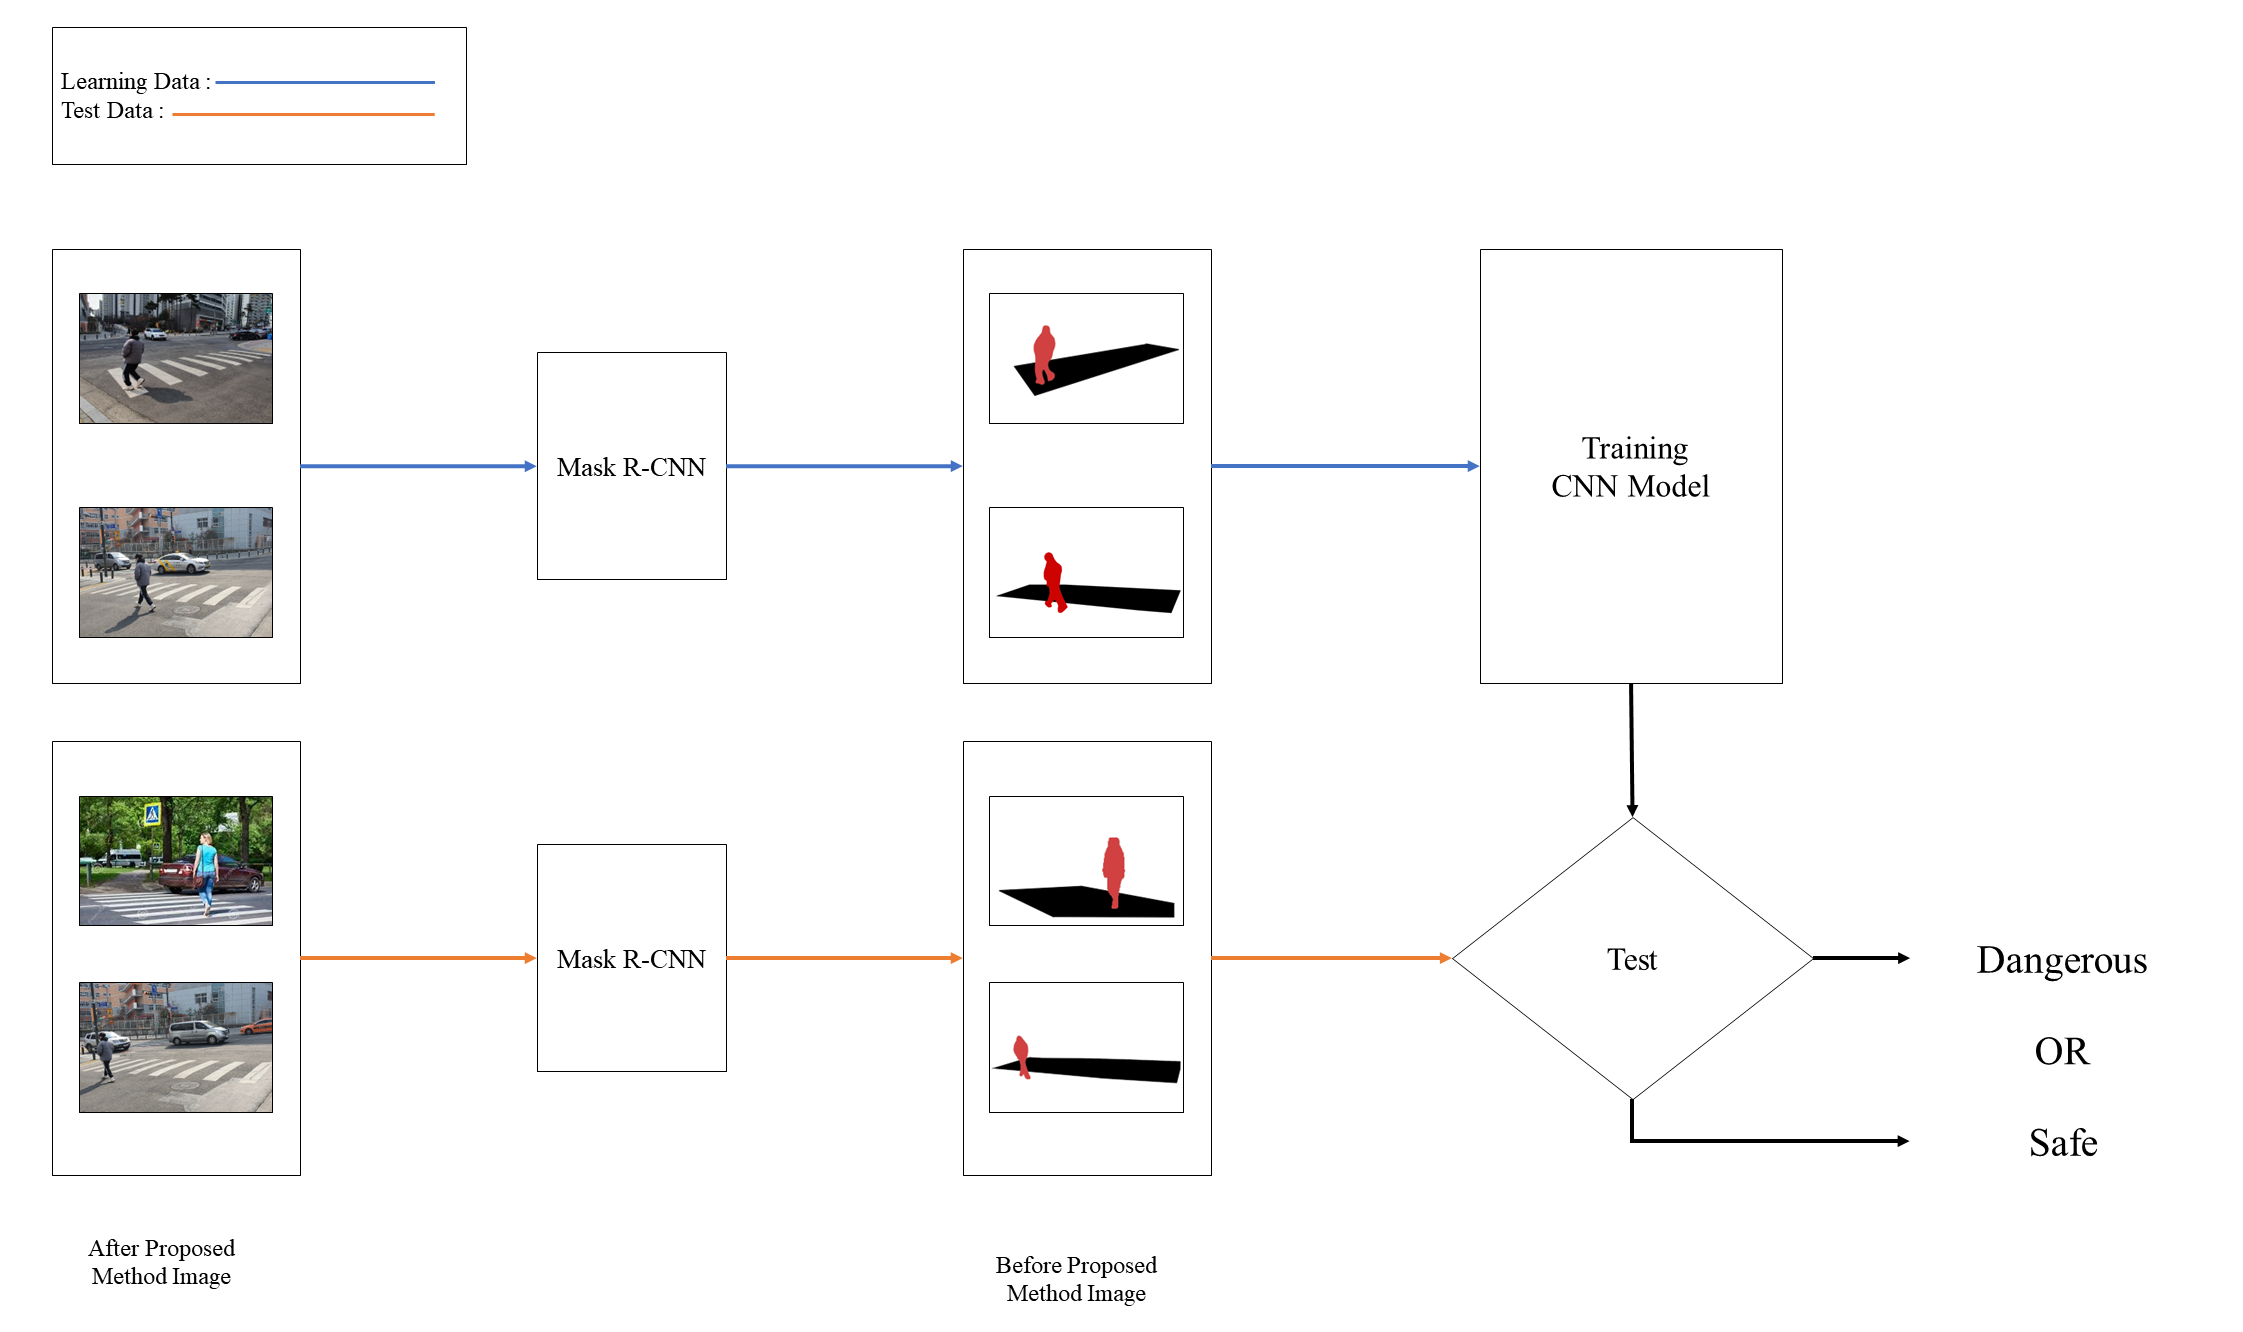 Learning Data :
Test Data :
Mask R-CNN
Training
CNN Model
Mask R-CNN
Test
Dangerous
OR
Safe
After Proposed
Method Image
Before Proposed
Method Image